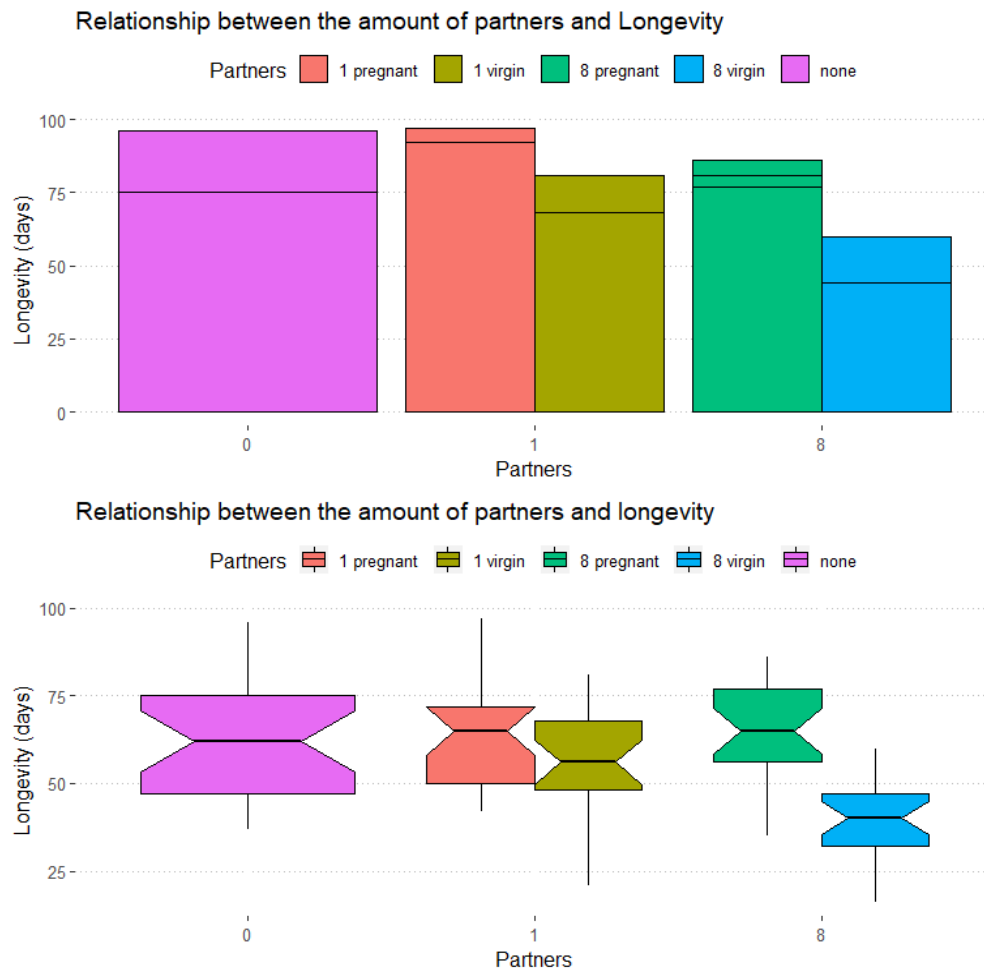 Relationship between the amount of partners and Longevity
Partners 1 pregnant 1 virgin 8 pregnant 8 virgin none
Longevity (days)
100
75
50
25
0
0 1 8
Partners
Relationship between the amount of partners and longevity
Partners 1 pregnant 1 virgin 8 pregnant 8 virgin none
Longevity (days)
100
75
50
25
0 1 8
Partners